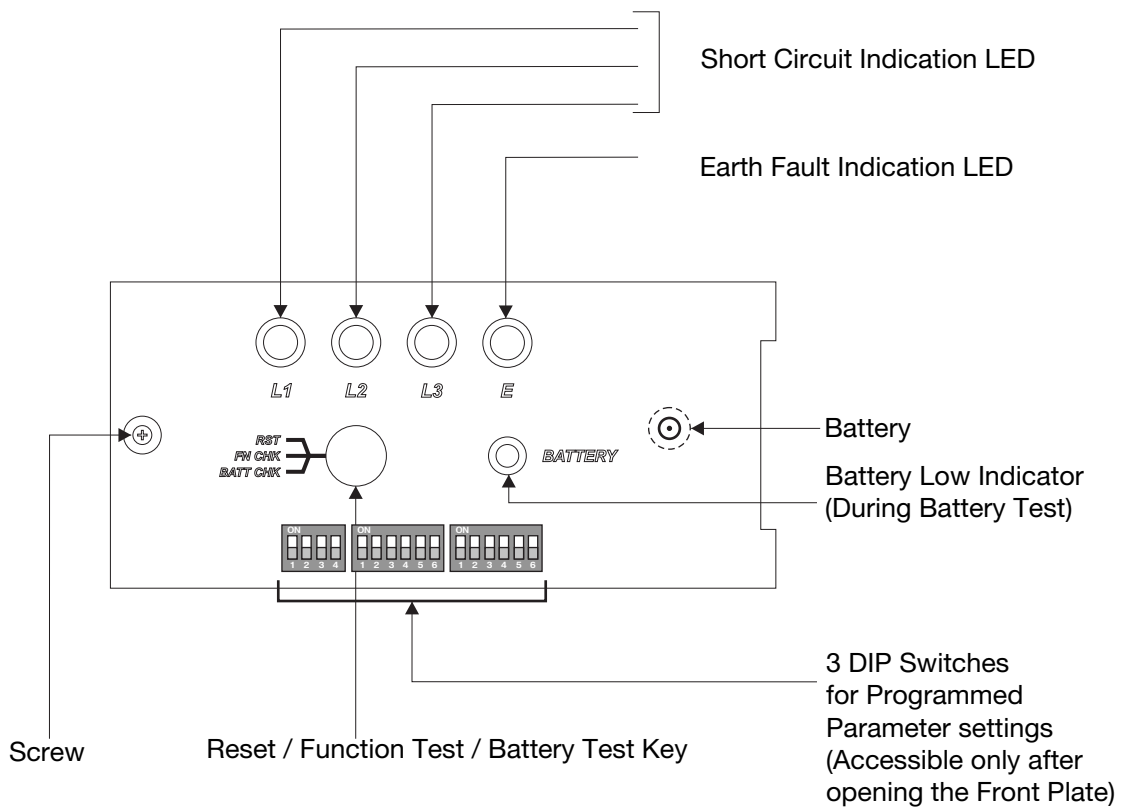 Short Circuit Indication LED
Earth Fault Indication LED
L1
L2
L3
E
RST
FN CHK
BATT CHK
BATTERY
Battery
Battery Low Indicator
(During Battery Test)
ON
1 2 3 4
ON
1 2 3 4 5 6
ON
1 2 3 4 5 6
3 DIP Switches
for Programmed
Parameter settings
(Accessible only after
opening the Front Plate)
Screw
Reset / Function Test / Battery Test Key